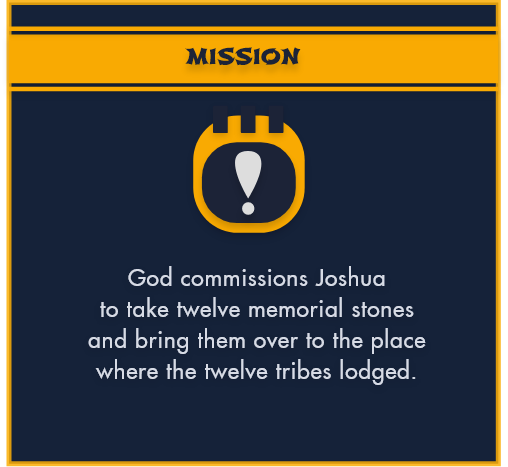 MISSION
God commissions Joshua
to take twelve memorial stones
and bring them over to the place
where the twelve tribes lodged.